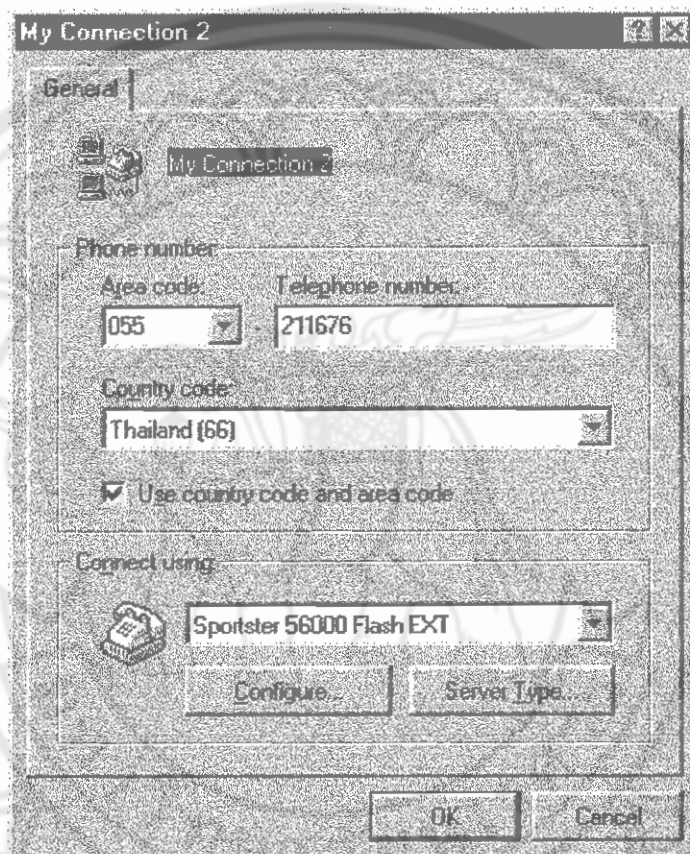 My Connection 2
General
My Connection 2
Phone number:
Area code: Telephone number:
055 - 211676
Country code:
Thailand (66)
Use country code and area code
Connect using:
Sportster 56000 Flash EXT
Configure... Server Type...
OK Cancel